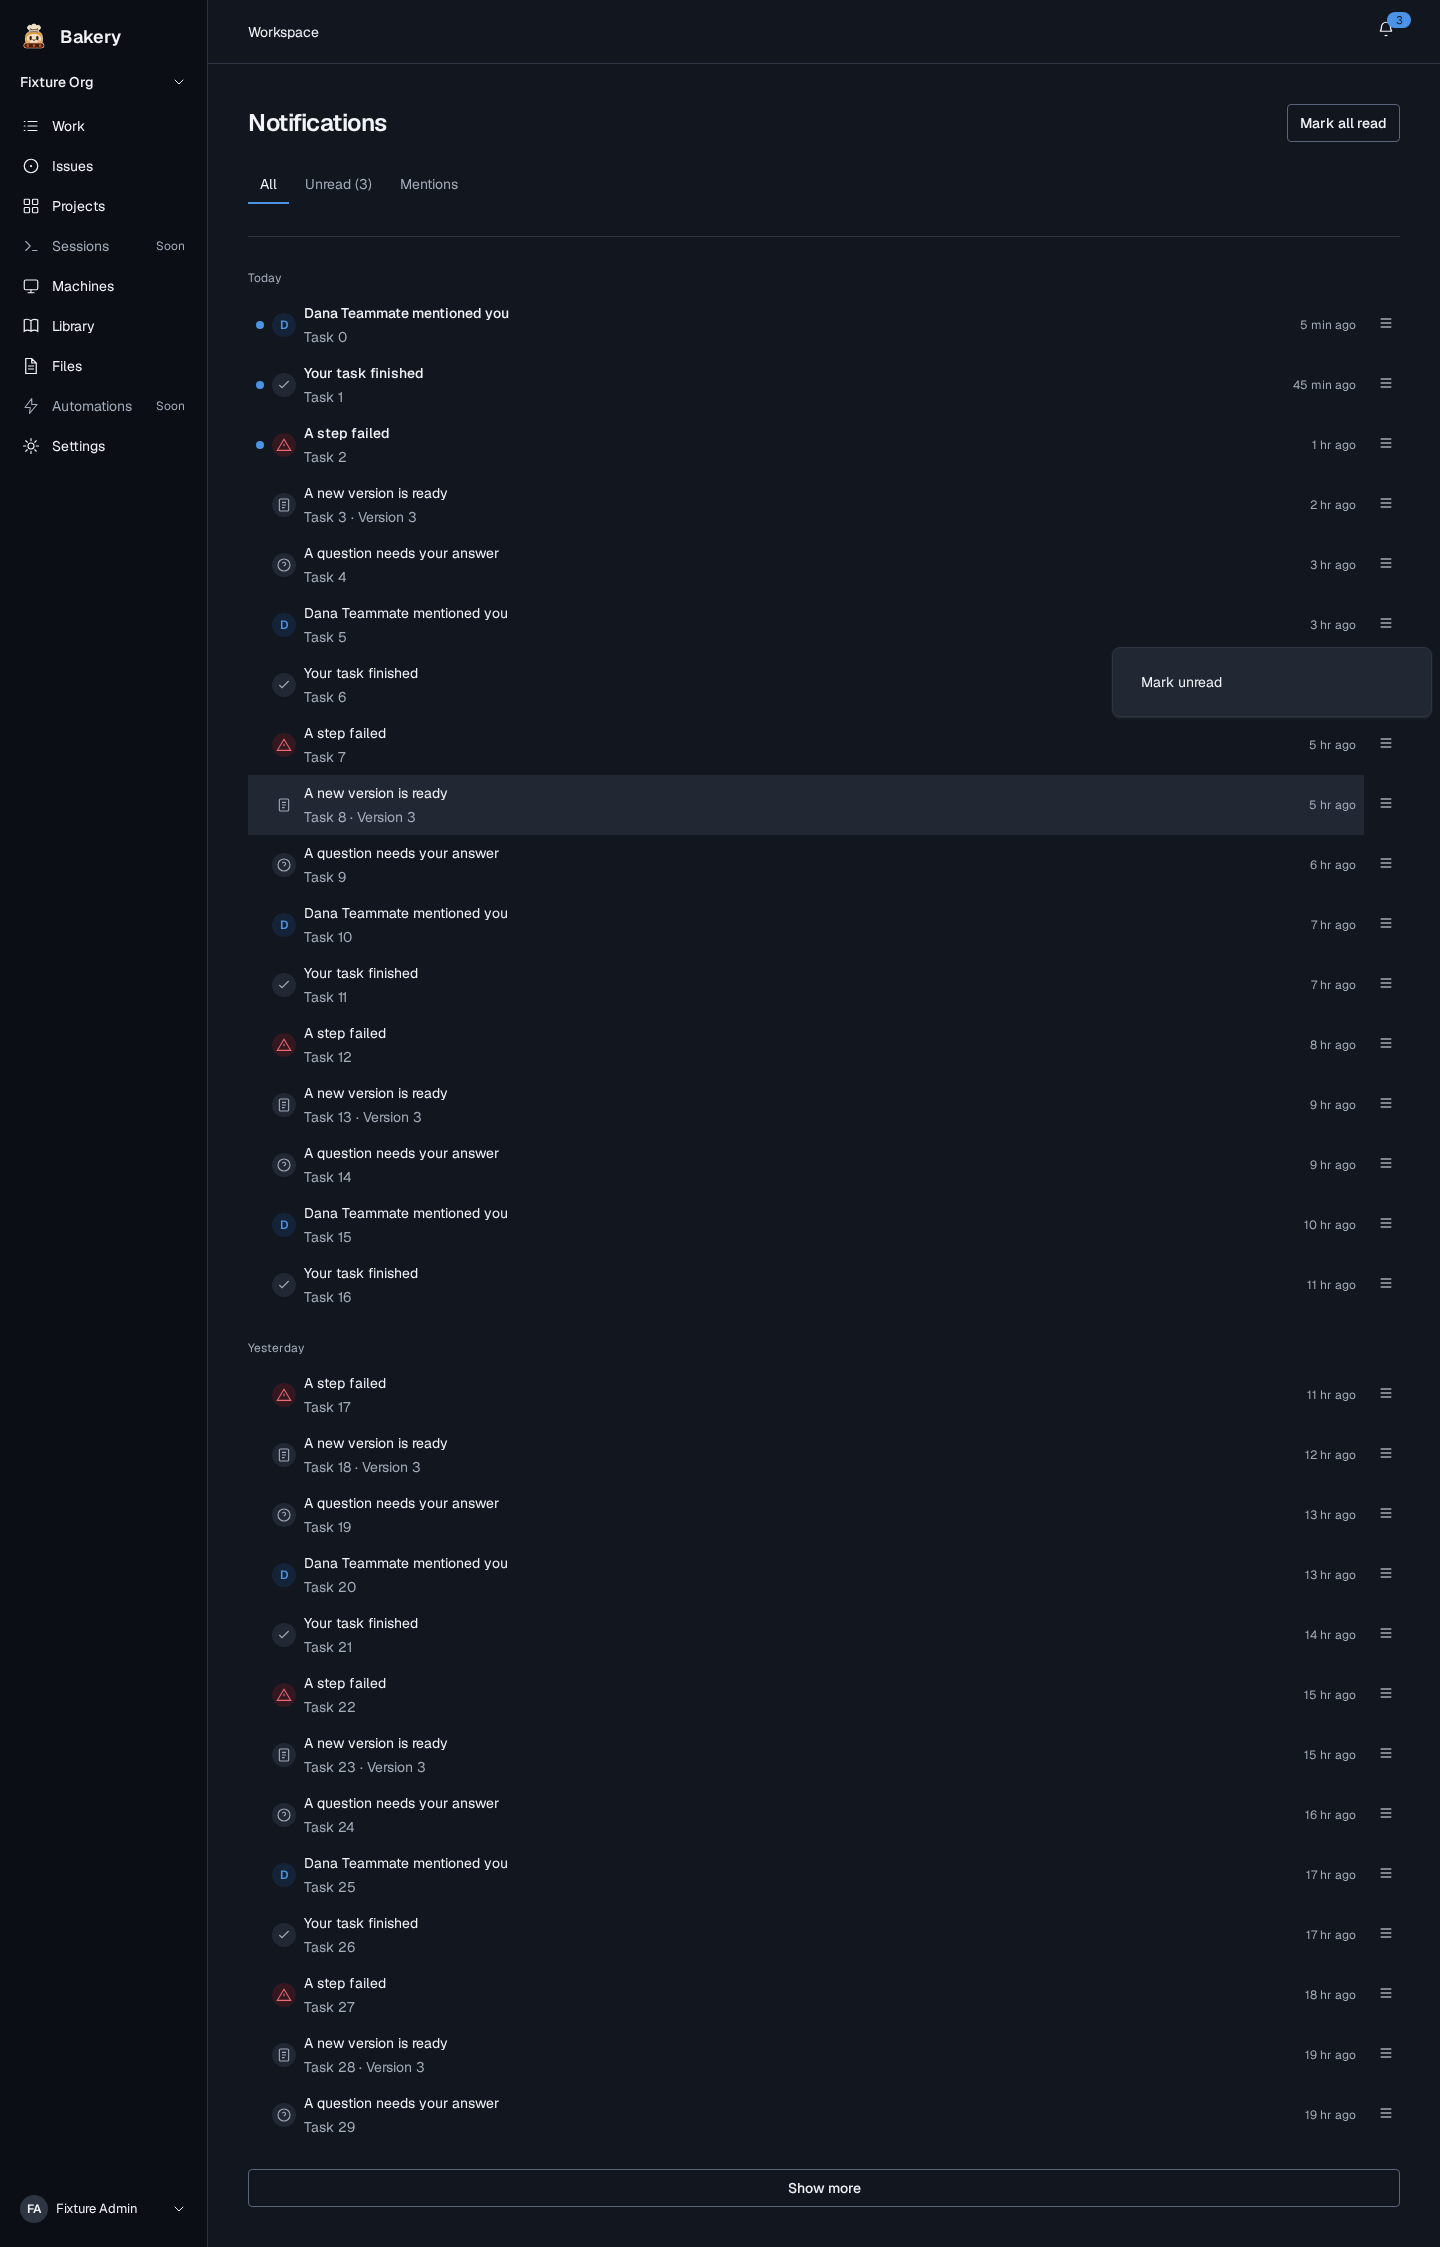 Bakery
Fixture Org
Work
Issues
Projects
Sessions Soon
Machines
Library
Files
Automations Soon
Settings
FA Fixture Admin
Workspace
3
Notifications
Mark all read
All Unread (3) Mentions
Today
D Dana Teammate mentioned you
Task 0
5 min ago
Your task finished
Task 1
45 min ago
A step failed
Task 2
1 hr ago
A new version is ready
Task 3 · Version 3
2 hr ago
A question needs your answer
Task 4
3 hr ago
D Dana Teammate mentioned you
Task 5
3 hr ago
Your task finished
Task 6
Mark unread
A step failed
Task 7
5 hr ago
A new version is ready
Task 8 · Version 3
5 hr ago
A question needs your answer
Task 9
6 hr ago
D Dana Teammate mentioned you
Task 10
7 hr ago
Your task finished
Task 11
7 hr ago
A step failed
Task 12
8 hr ago
A new version is ready
Task 13 · Version 3
9 hr ago
A question needs your answer
Task 14
9 hr ago
D Dana Teammate mentioned you
Task 15
10 hr ago
Your task finished
Task 16
11 hr ago
Yesterday
A step failed
Task 17
11 hr ago
A new version is ready
Task 18 · Version 3
12 hr ago
A question needs your answer
Task 19
13 hr ago
D Dana Teammate mentioned you
Task 20
13 hr ago
Your task finished
Task 21
14 hr ago
A step failed
Task 22
15 hr ago
A new version is ready
Task 23 · Version 3
15 hr ago
A question needs your answer
Task 24
16 hr ago
D Dana Teammate mentioned you
Task 25
17 hr ago
Your task finished
Task 26
17 hr ago
A step failed
Task 27
18 hr ago
A new version is ready
Task 28 · Version 3
19 hr ago
A question needs your answer
Task 29
19 hr ago
Show more